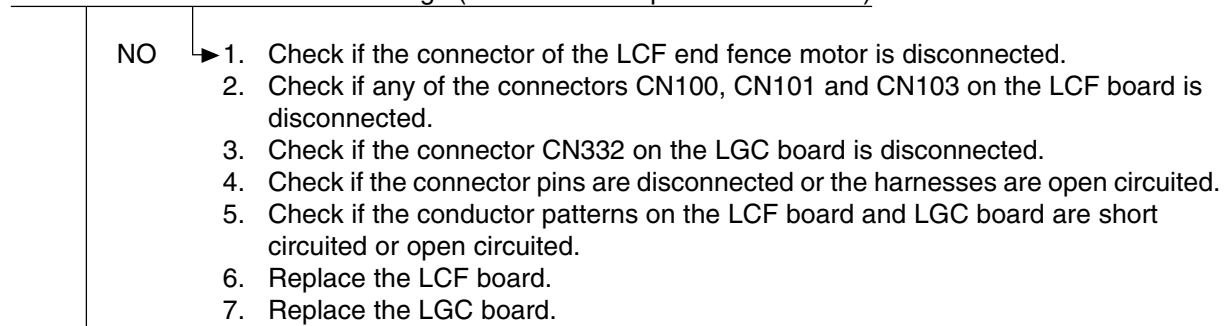 NO 1. Check if the connector of the LCF end fence motor is disconnected.
2. Check if any of the connectors CN100, CN101 and CN103 on the LCF board is
disconnected.
3. Check if the connector CN332 on the LGC board is disconnected.
4. Check if the connector pins are disconnected or the harnesses are open circuited.
5. Check if the conductor patterns on the LCF board and LGC board are short
circuited or open circuited.
6. Replace the LCF board.
7. Replace the LGC board.